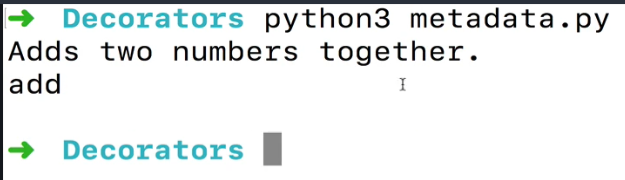 ➜ Decorators python3 metadata.py
Adds two numbers together.
add
➜ Decorators